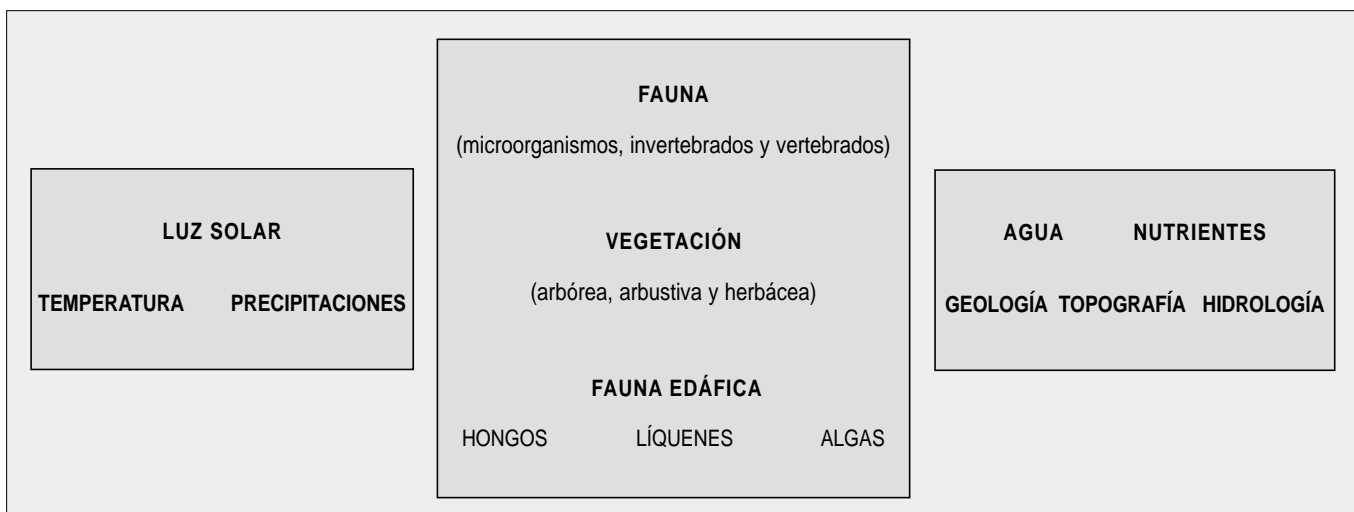 LUZ SOLAR
TEMPERATURA PRECIPITACIONES
FAUNA
(microorganismos, invertebrados y vertebrados)
VEGETACIÓN
(arbórea, arbustiva y herbácea)
FAUNA EDÁFICA
HONGOS LÍQUENES ALGAS
AGUA NUTRIENTES
GEOLOGÍA TOPOGRAFÍA HIDROLOGÍA